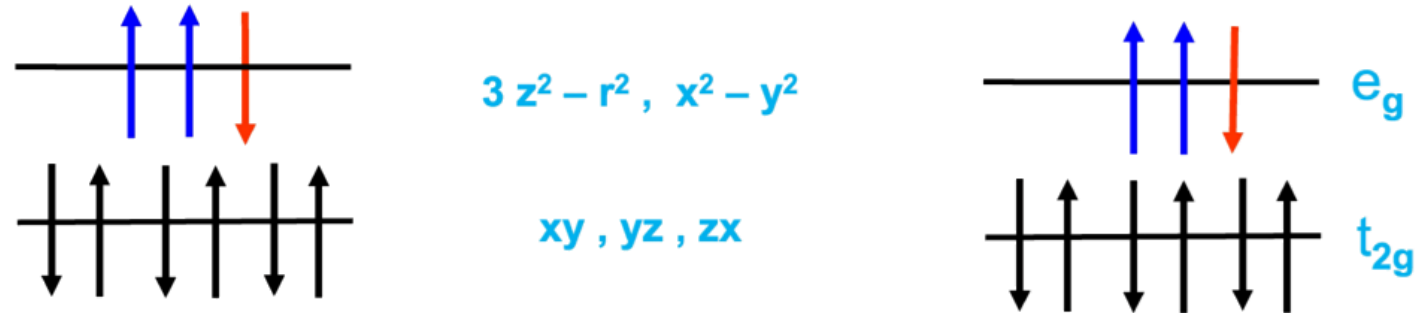 3 z² – r² , x² – y²
e_g
xy , yz , zx
t_2g